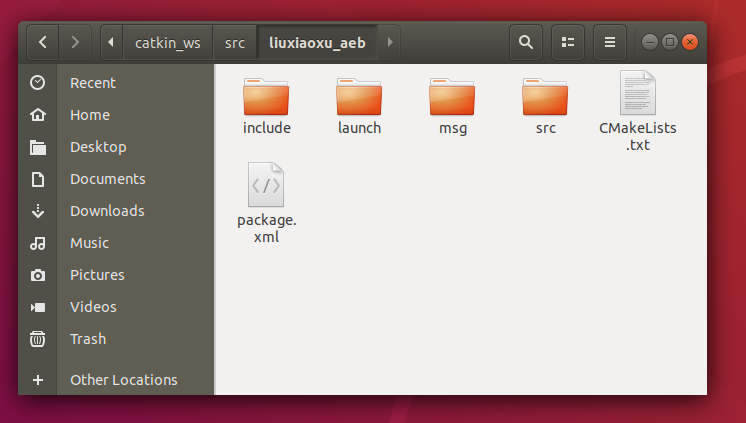 catkin_ws
src
liuxiaoxu_aeb
Recent
Home
Desktop
Documents
Downloads
Music
Pictures
Videos
Trash
Other Locations
include
launch
msg
src
CMakeLists
.txt
package.
xml